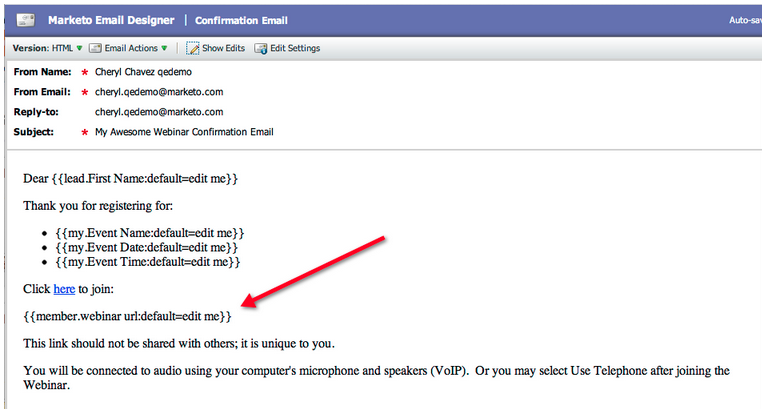 Marketo Email Designer | Confirmation Email
Version: HTML Email Actions Show Edits Edit Settings
From Name: * Cheryl Chavez qedemo
From Email: * cheryl.qedemo@marketo.com
Reply-to: cheryl.qedemo@marketo.com
Subject: * My Awesome Webinar Confirmation Email
Dear {{lead.First Name:default=edit me}}
Thank you for registering for:
• {{my.Event Name:default=edit me}}
• {{my.Event Date:default=edit me}}
• {{my.Event Time:default=edit me}}
Click here to join:
{{member.webinar url:default=edit me}}
This link should not be shared with others; it is unique to you.
You will be connected to audio using your computer's microphone and speakers (VoIP).  Or you may select Use Telephone after joining the
Webinar.